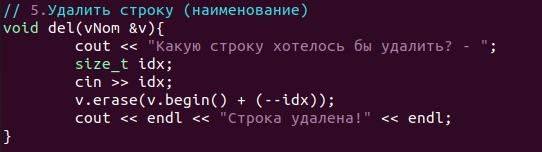 // 5.Удалить строку (наименование)
void del(vNom &v){
cout << "Какую строку хотелось бы удалить? - ";
size_t idx;
cin >> idx;
v.erase(v.begin() + (--idx));
cout << endl << "Строка удалена!" << endl;
}